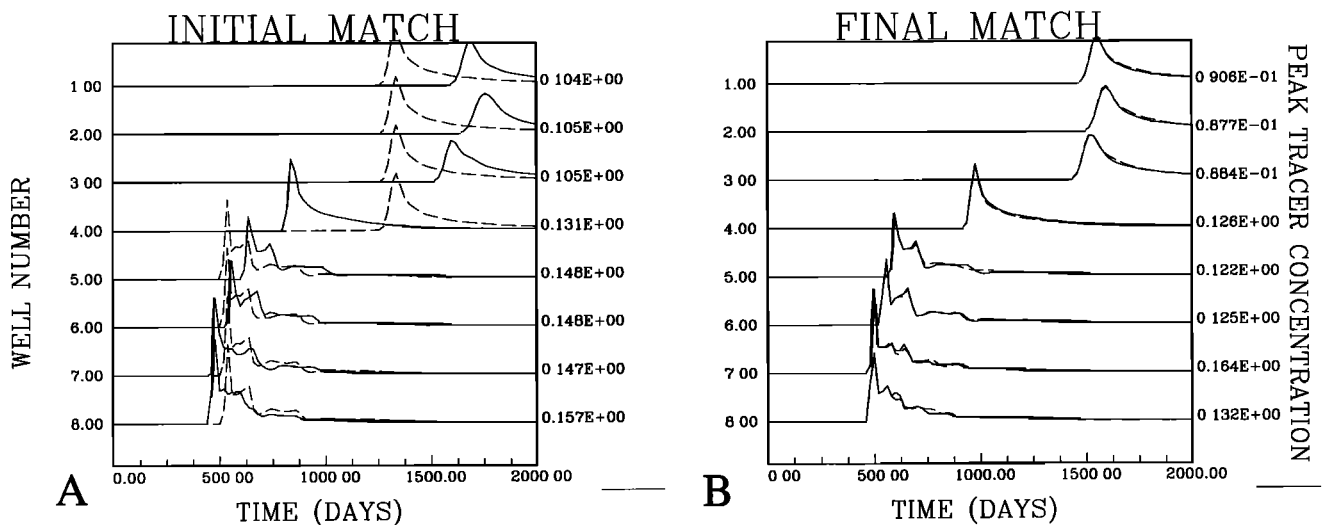 INITIAL MATCH
FINAL MATCH
1 00
2.00
3 00
4.00
5.00
6.00
7.00
8.00
0 104E+00
0.105E+00
0.105E+00
0.131E+00
0.148E+00
0.148E+00
0.147E+00
0.157E+00
WELL NUMBER
0.00
500.00
1000.00
1500.00
2000 00
TIME (DAYS)
A
1.00
2.00
3.00
4.00
5.00
6.00
7.00
8.00
0 906E-01
0.877E-01
0.884E-01
0.126E+00
0.122E+00
0 125E+00
0.164E+00
0 132E+00
PEAK TRACER CONCENTRATION
0 00
500.00
1000.00
1500.00
2000.00
TIME (DAYS)
B